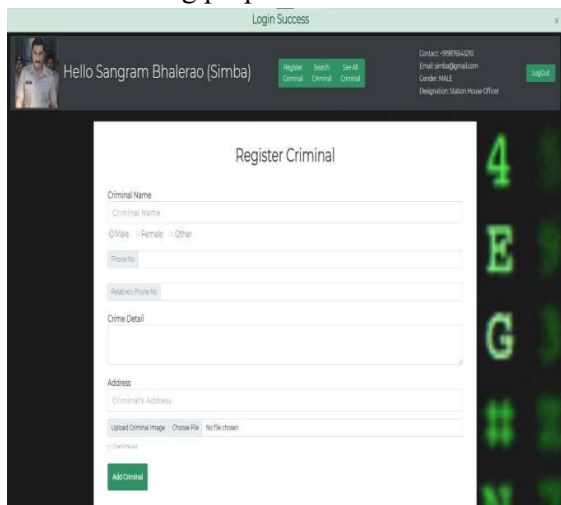 Login Success
x
Hello Sangram Bhalerao (Simba)
Register Criminal
Search Criminal
See All Criminal
Email: simba@gmail.com
Gender: MALE
Designation: Station House Officer
LogOut
Register Criminal
Criminal Name
Criminal Name
Male Female Other
Phone No
Relatives Phone No
Crime Detail
Address
Criminal's Address
Upload Criminal Image Choose File No file chosen
Add Criminal
4
E
G
#